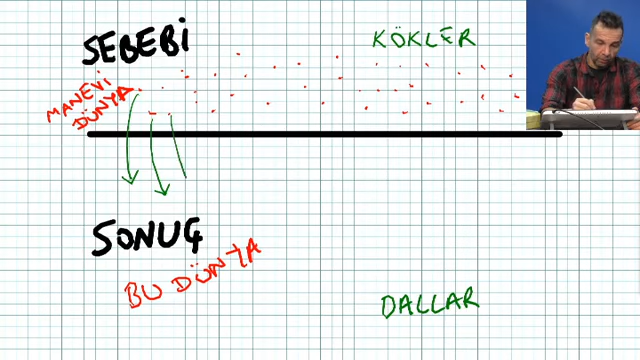 SEBEBİ
KÖKLER
MANEVİ
DÜNYA
SONUÇ
BU DÜNYA
DALLAR